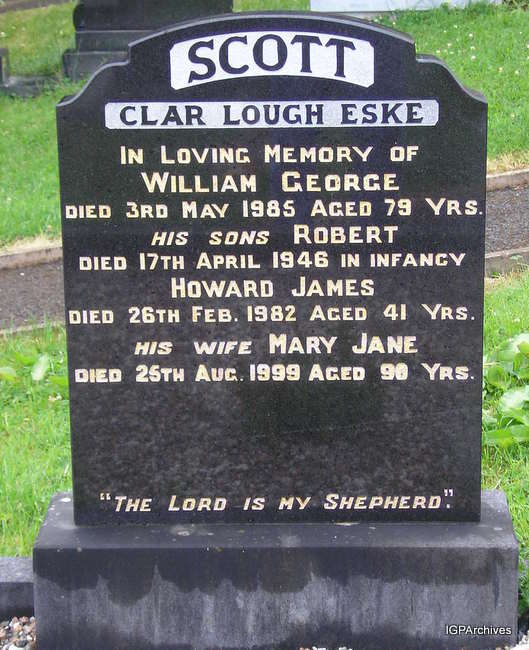 SCOTT
CLAR LOUGH ESKE
IN LOVING MEMORY OF
WILLIAM GEORGE
DIED 3RD MAY 1985 AGED 79 YRS.
HIS SONS ROBERT
DIED 17TH APRIL 1946 IN INFANCY
HOWARD JAMES
DIED 26TH FEB. 1982 AGED 41 YRS.
HIS WIFE MARY JANE
DIED 25TH AUG. 1999 AGED 90 YRS.
"THE LORD IS MY SHEPHERD".
IGPArchives